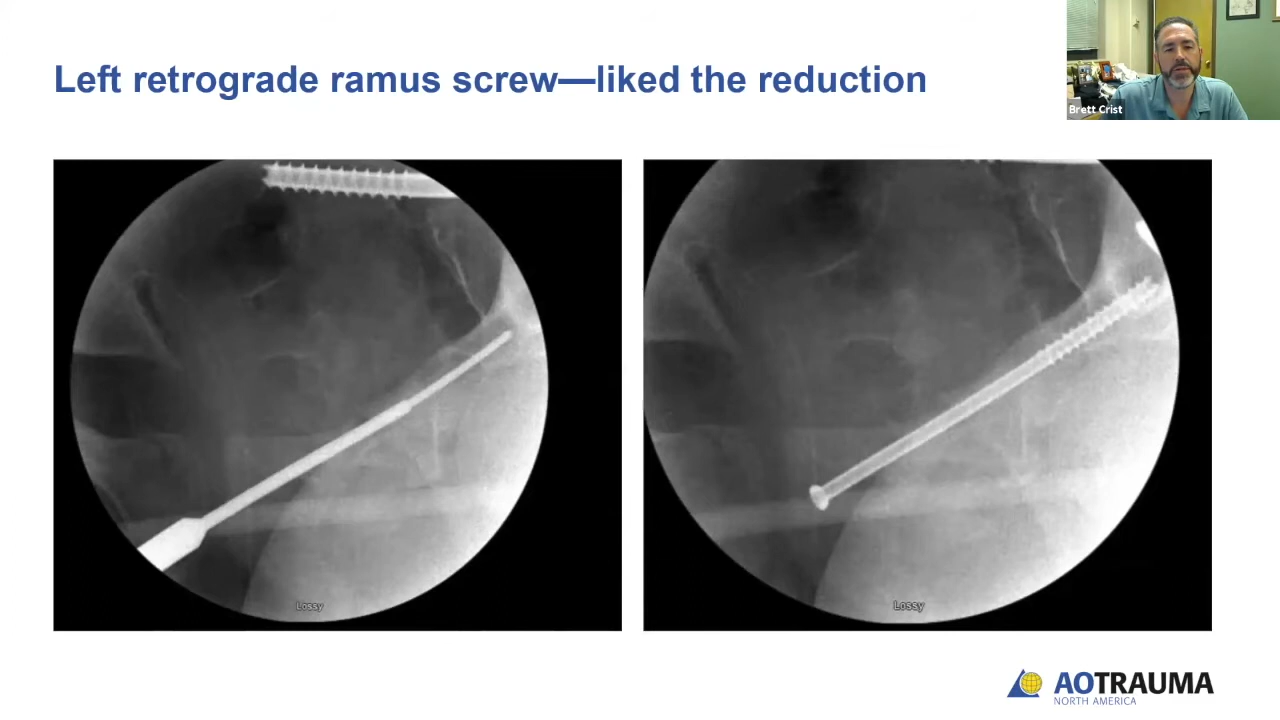 Left retrograde ramus screw—liked the reduction
Brett Crist
Lossy
Lossy
AOTRAUMA
NORTH AMERICA